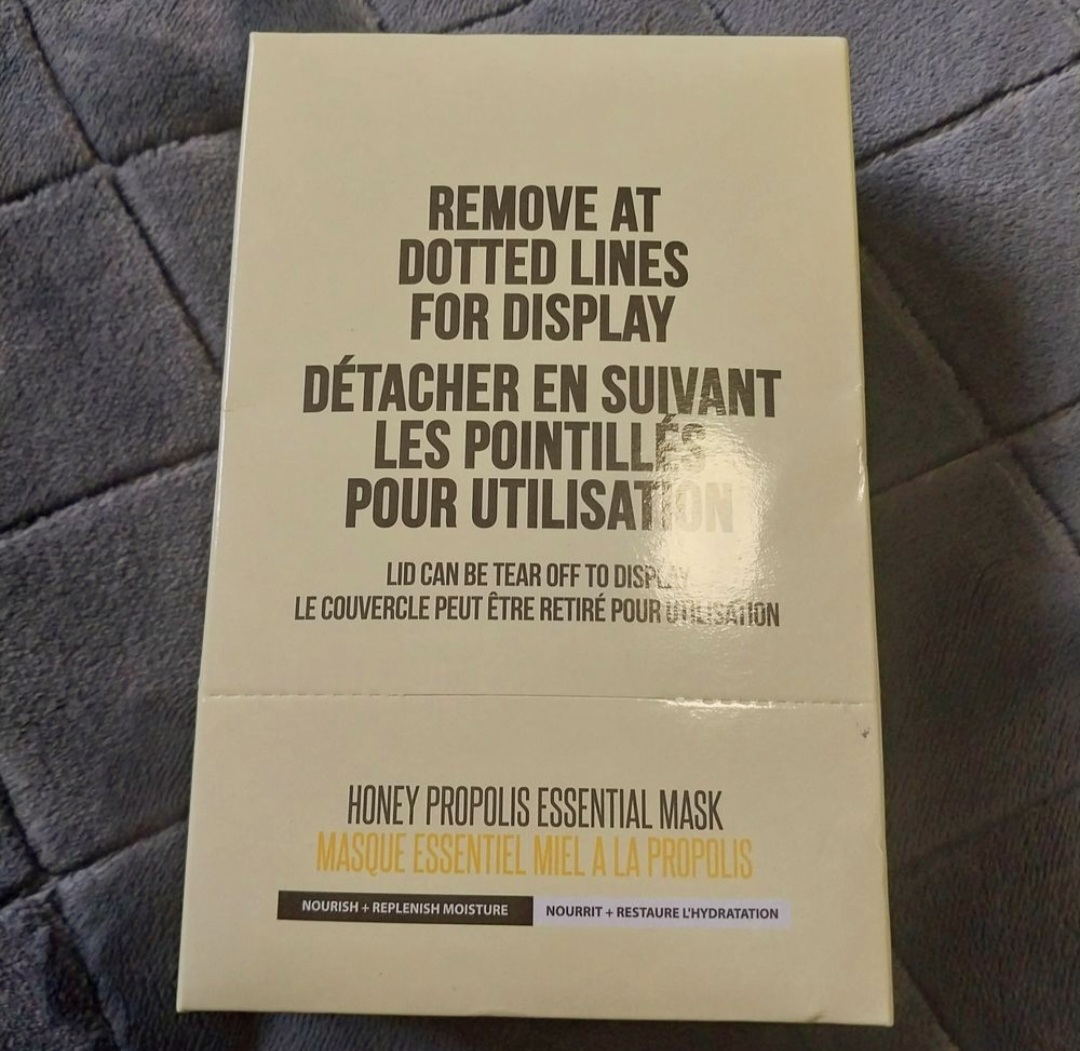 REMOVE AT
DOTTED LINES
FOR DISPLAY
DÉTACHER EN SUIVANT
LES POINTILLÉS
POUR UTILISATION
LID CAN BE TEAR OFF TO DISPLAY
LE COUVERCLE PEUT ÊTRE RETIRÉ POUR UTILISATION
HONEY PROPOLIS ESSENTIAL MASK
MASQUE ESSENTIEL MIEL A LA PROPOLIS
NOURISH + REPLENISH MOISTURE NOURRIT + RESTAURE L'HYDRATATION